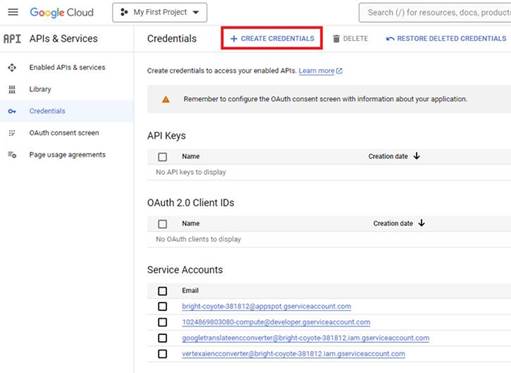 Google Cloud
My First Project
Search (/) for resources, docs, product
API APIs & Services
Credentials
+ CREATE CREDENTIALS
DELETE
RESTORE DELETED CREDENTIALS
Enabled APIs & services
Library
Credentials
OAuth consent screen
Page usage agreements
Create credentials to access your enabled APIs. Learn more
Remember to configure the OAuth consent screen with information about your application.
API Keys
Name Creation date
No API keys to display
OAuth 2.0 Client IDs
Name Creation date
No OAuth clients to display
Service Accounts
Email
bright-coyote-381812@appspot.gserviceaccount.com
1024869803080-compute@developer.gserviceaccount.com
googletranslateencconverter@bright-coyote-381812.iam.gserviceaccount.com
vertexaiencconverter@bright-coyote-381812.iam.gserviceaccount.com